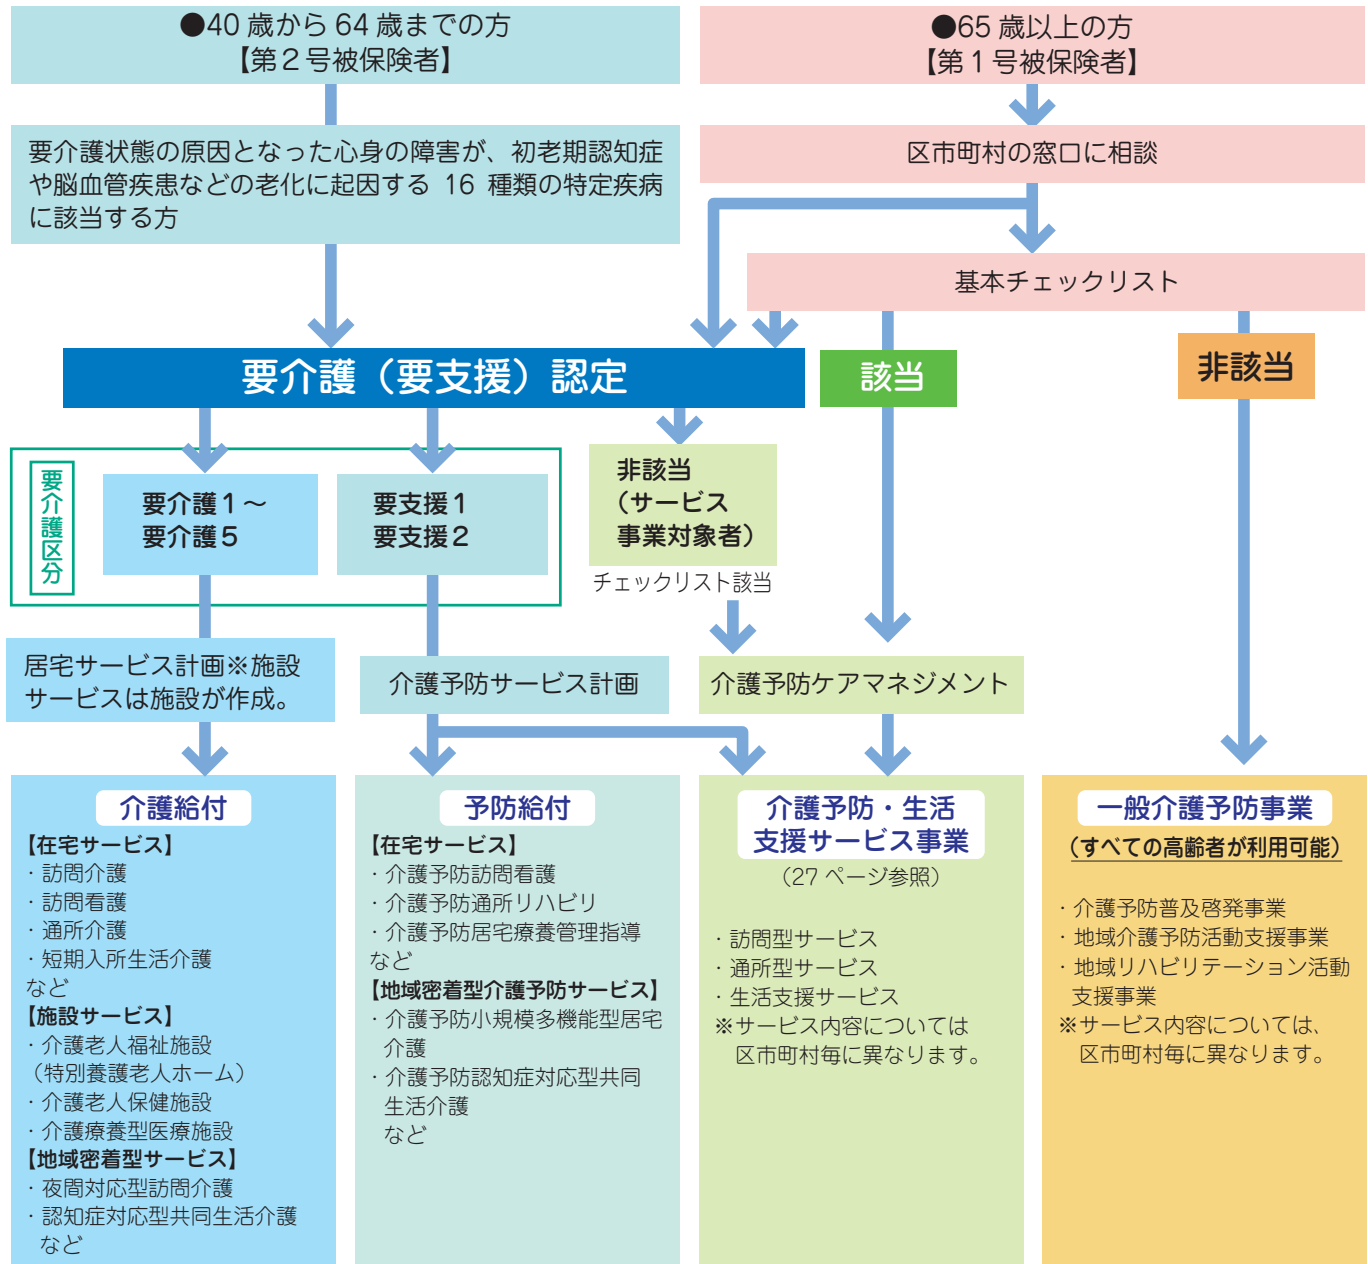 ●40 歳から 64 歳までの方
【第２号被保険者】
●65 歳以上の方
【第１号被保険者】
要介護状態の原因となった心身の障害が、初老期認知症
や脳血管疾患などの老化に起因する 16 種類の特定疾病
に該当する方
区市町村の窓口に相談
基本チェックリスト
要介護（要支援）認定
該当
非該当
要介護区分
要介護１～
要介護５
要支援１
要支援２
非該当
（サービス
事業対象者）
チェックリスト該当
居宅サービス計画※施設
サービスは施設が作成。
介護予防サービス計画
介護予防ケアマネジメント
介護給付
【在宅サービス】
・訪問介護
・訪問看護
・通所介護
・短期入所生活介護
など
【施設サービス】
・介護老人福祉施設
（特別養護老人ホーム）
・介護老人保健施設
・介護療養型医療施設
【地域密着型サービス】
・夜間対応型訪問介護
・認知症対応型共同生活介護
など
予防給付
【在宅サービス】
・介護予防訪問看護
・介護予防通所リハビリ
・介護予防居宅療養管理指導
など
【地域密着型介護予防サービス】
・介護予防小規模多機能型居宅
介護
・介護予防認知症対応型共同
生活介護
など
介護予防・生活
支援サービス事業
（27 ページ参照）
・訪問型サービス
・通所型サービス
・生活支援サービス
※サービス内容については
区市町村毎に異なります。
一般介護予防事業
（すべての高齢者が利用可能）
・介護予防普及啓発事業
・地域介護予防活動支援事業
・地域リハビリテーション活動
支援事業
※サービス内容については、
区市町村毎に異なります。